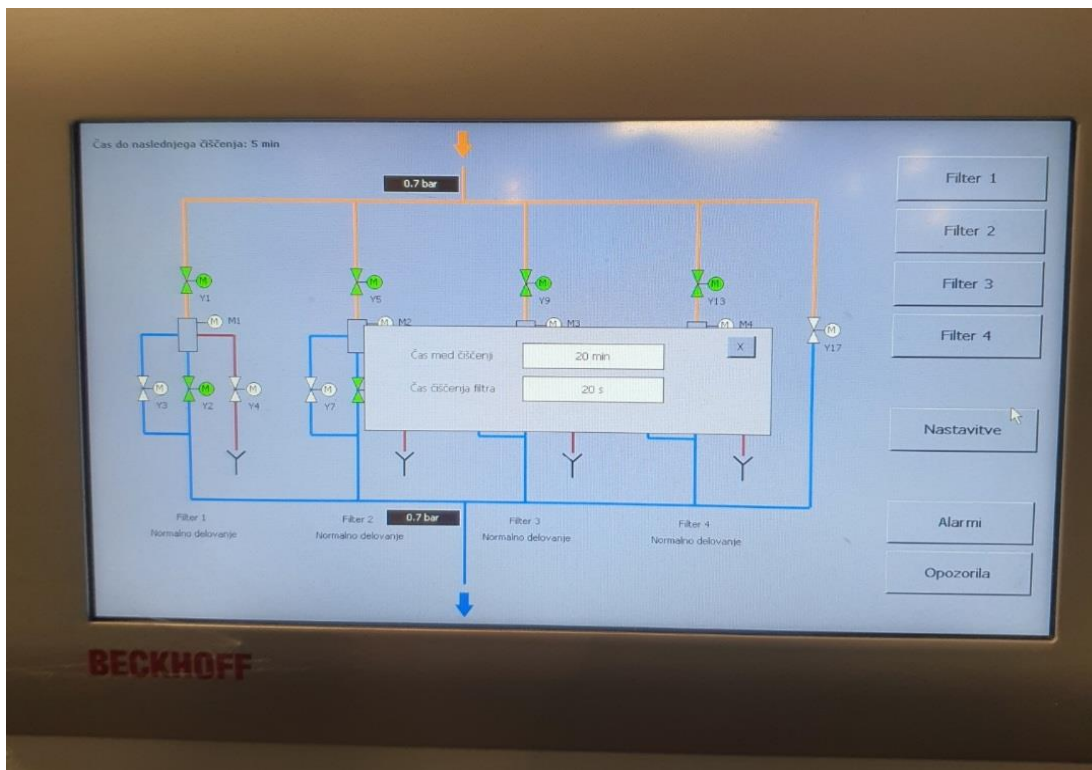 Čas do naslednjega čiščenja: 5 min
0.7 bar
Filter 1
Filter 2
Filter 3
Filter 4
M
Y1
M
Y5
M
Y9
M
Y13
M
Y17
M M1
M M2
M M3
M M4
Čas med čiščenji
20 min
X
Čas čiščenja filtra
20 s
M
Y3
M
Y2
M
Y4
M
Y7
Nastavitve
Filter 1
Normalno delovanje
Filter 2
Normalno delovanje
0.7 bar
Filter 3
Normalno delovanje
Filter 4
Normalno delovanje
Alarmi
Opozorila
BECKHOFF